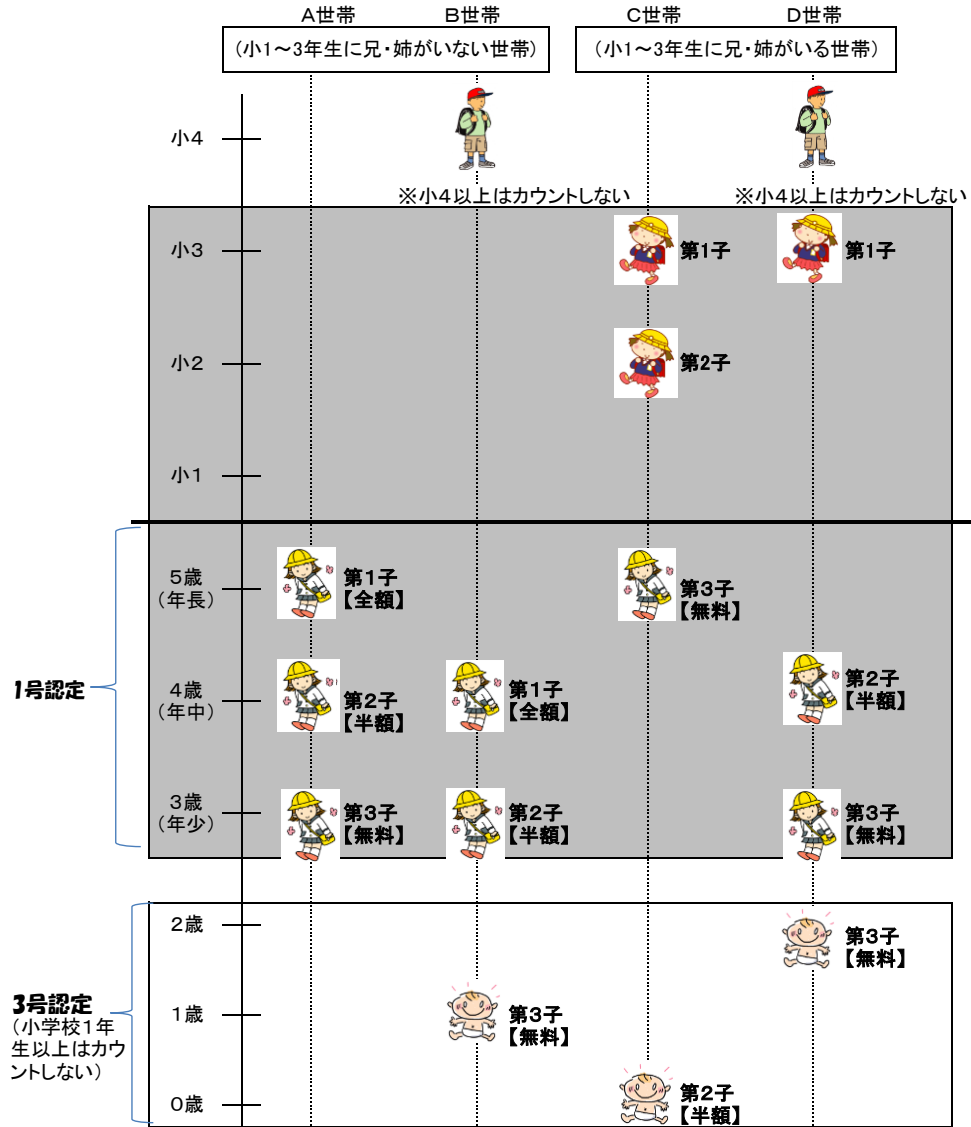 A世帯 B世帯 C世帯 D世帯
(小1～3年生に兄・姉がいない世帯) (小1～3年生に兄・姉がいる世帯)
小4
※小4以上はカウントしない ※小4以上はカウントしない
小3 第1子 第1子
小2 第2子
小1
5歳
(年長)
第1子
【全額】
第3子
【無料】
1号認定
4歳
(年中)
第2子
【半額】
第1子
【全額】
第2子
【半額】
3歳
(年少)
第3子
【無料】
第2子
【半額】
第3子
【無料】
2歳
第3子
【無料】
3号認定
(小学校1年
生以上はカウ
ントしない)
1歳
第3子
【無料】
0歳
第2子
【半額】